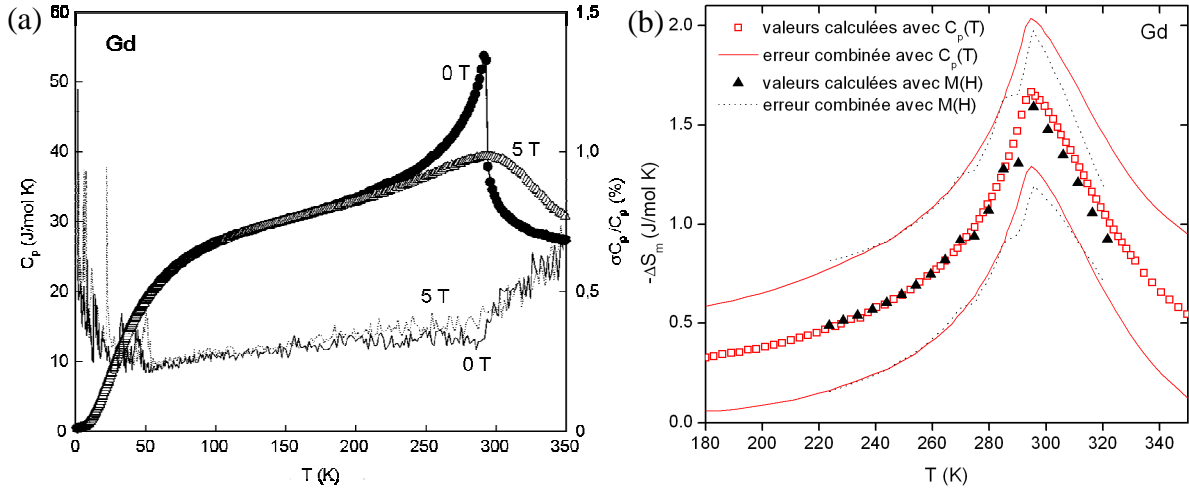 (a)
Gd
0 T
5 T
5 T
0 T
60
50
40
30
20
10
0
1.5
1.0
0.5
0
0
50
100
150
200
250
300
350
C_p (J/mol K)
σC_p/C_p (%)
T (K)
(b)
valeurs calculées avec C_p(T)
erreur combinée avec C_p(T)
valeurs calculées avec M(H)
erreur combinée avec M(H)
Gd
2.0
1.5
1.0
0.5
0.0
180
200
220
240
260
280
300
320
340
-ΔS_m (J/mol K)
T (K)